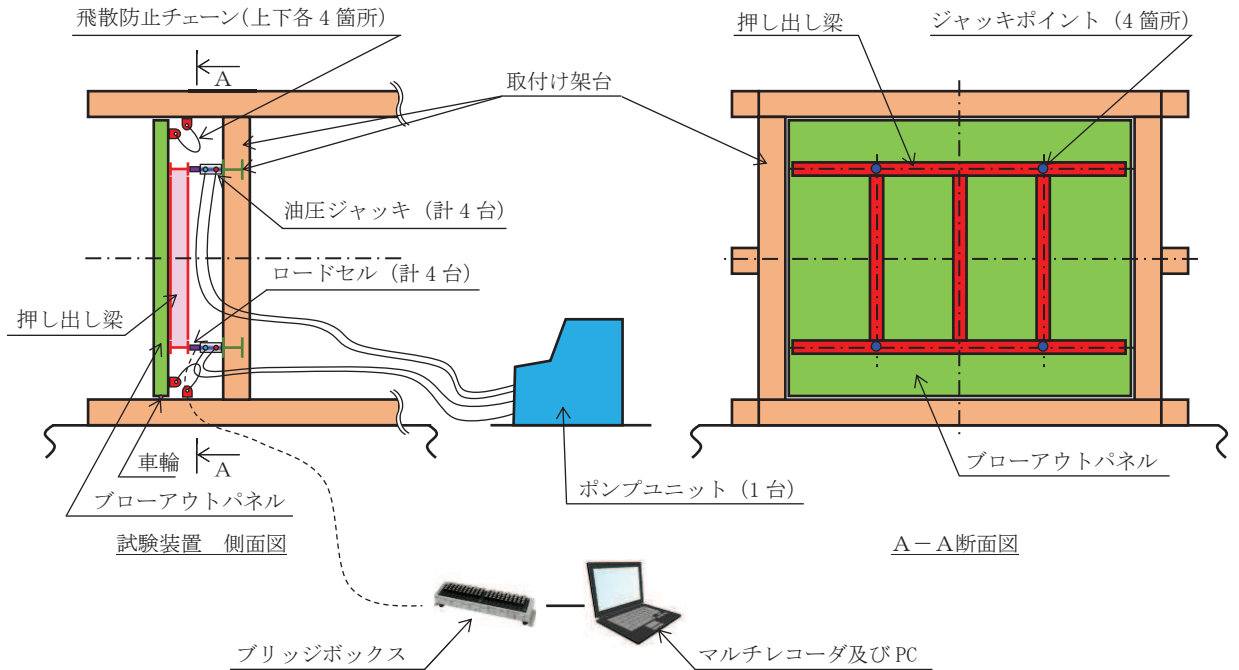 飛散防止チェーン(上下各4箇所)
押し出し梁
ジャッキポイント (4箇所)
A
取付け架台
油圧ジャッキ (計4台)
ロードセル (計4台)
押し出し梁
車輪
A
ブローアウトパネル
ブローアウトパネル
ポンプユニット (1台)
試験装置 側面図
A-A断面図
ブリッジボックス
マルチレコーダ及びPC